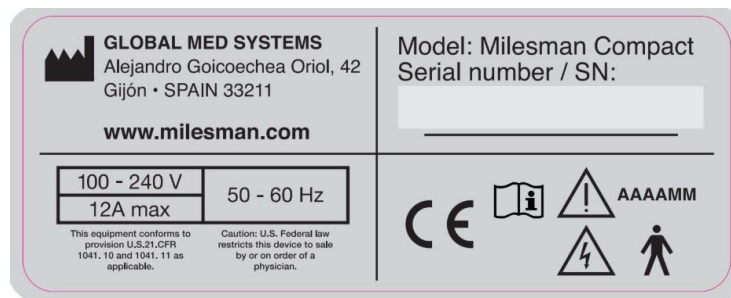 GLOBAL MED SYSTEMS
Alejandro Goicoechea Oriol, 42
Gijón • SPAIN 33211
www.milesman.com
Model: Milesman Compact
Serial number / SN:
100 - 240 V
12A max
50 - 60 Hz
This equipment conforms to
provision U.S.21.CFR
1041. 10 and 1041. 11 as
applicable.
Caution: U.S. Federal law
restricts this device to sale
by or on order of a
physician.
CE
i
AAAAMM